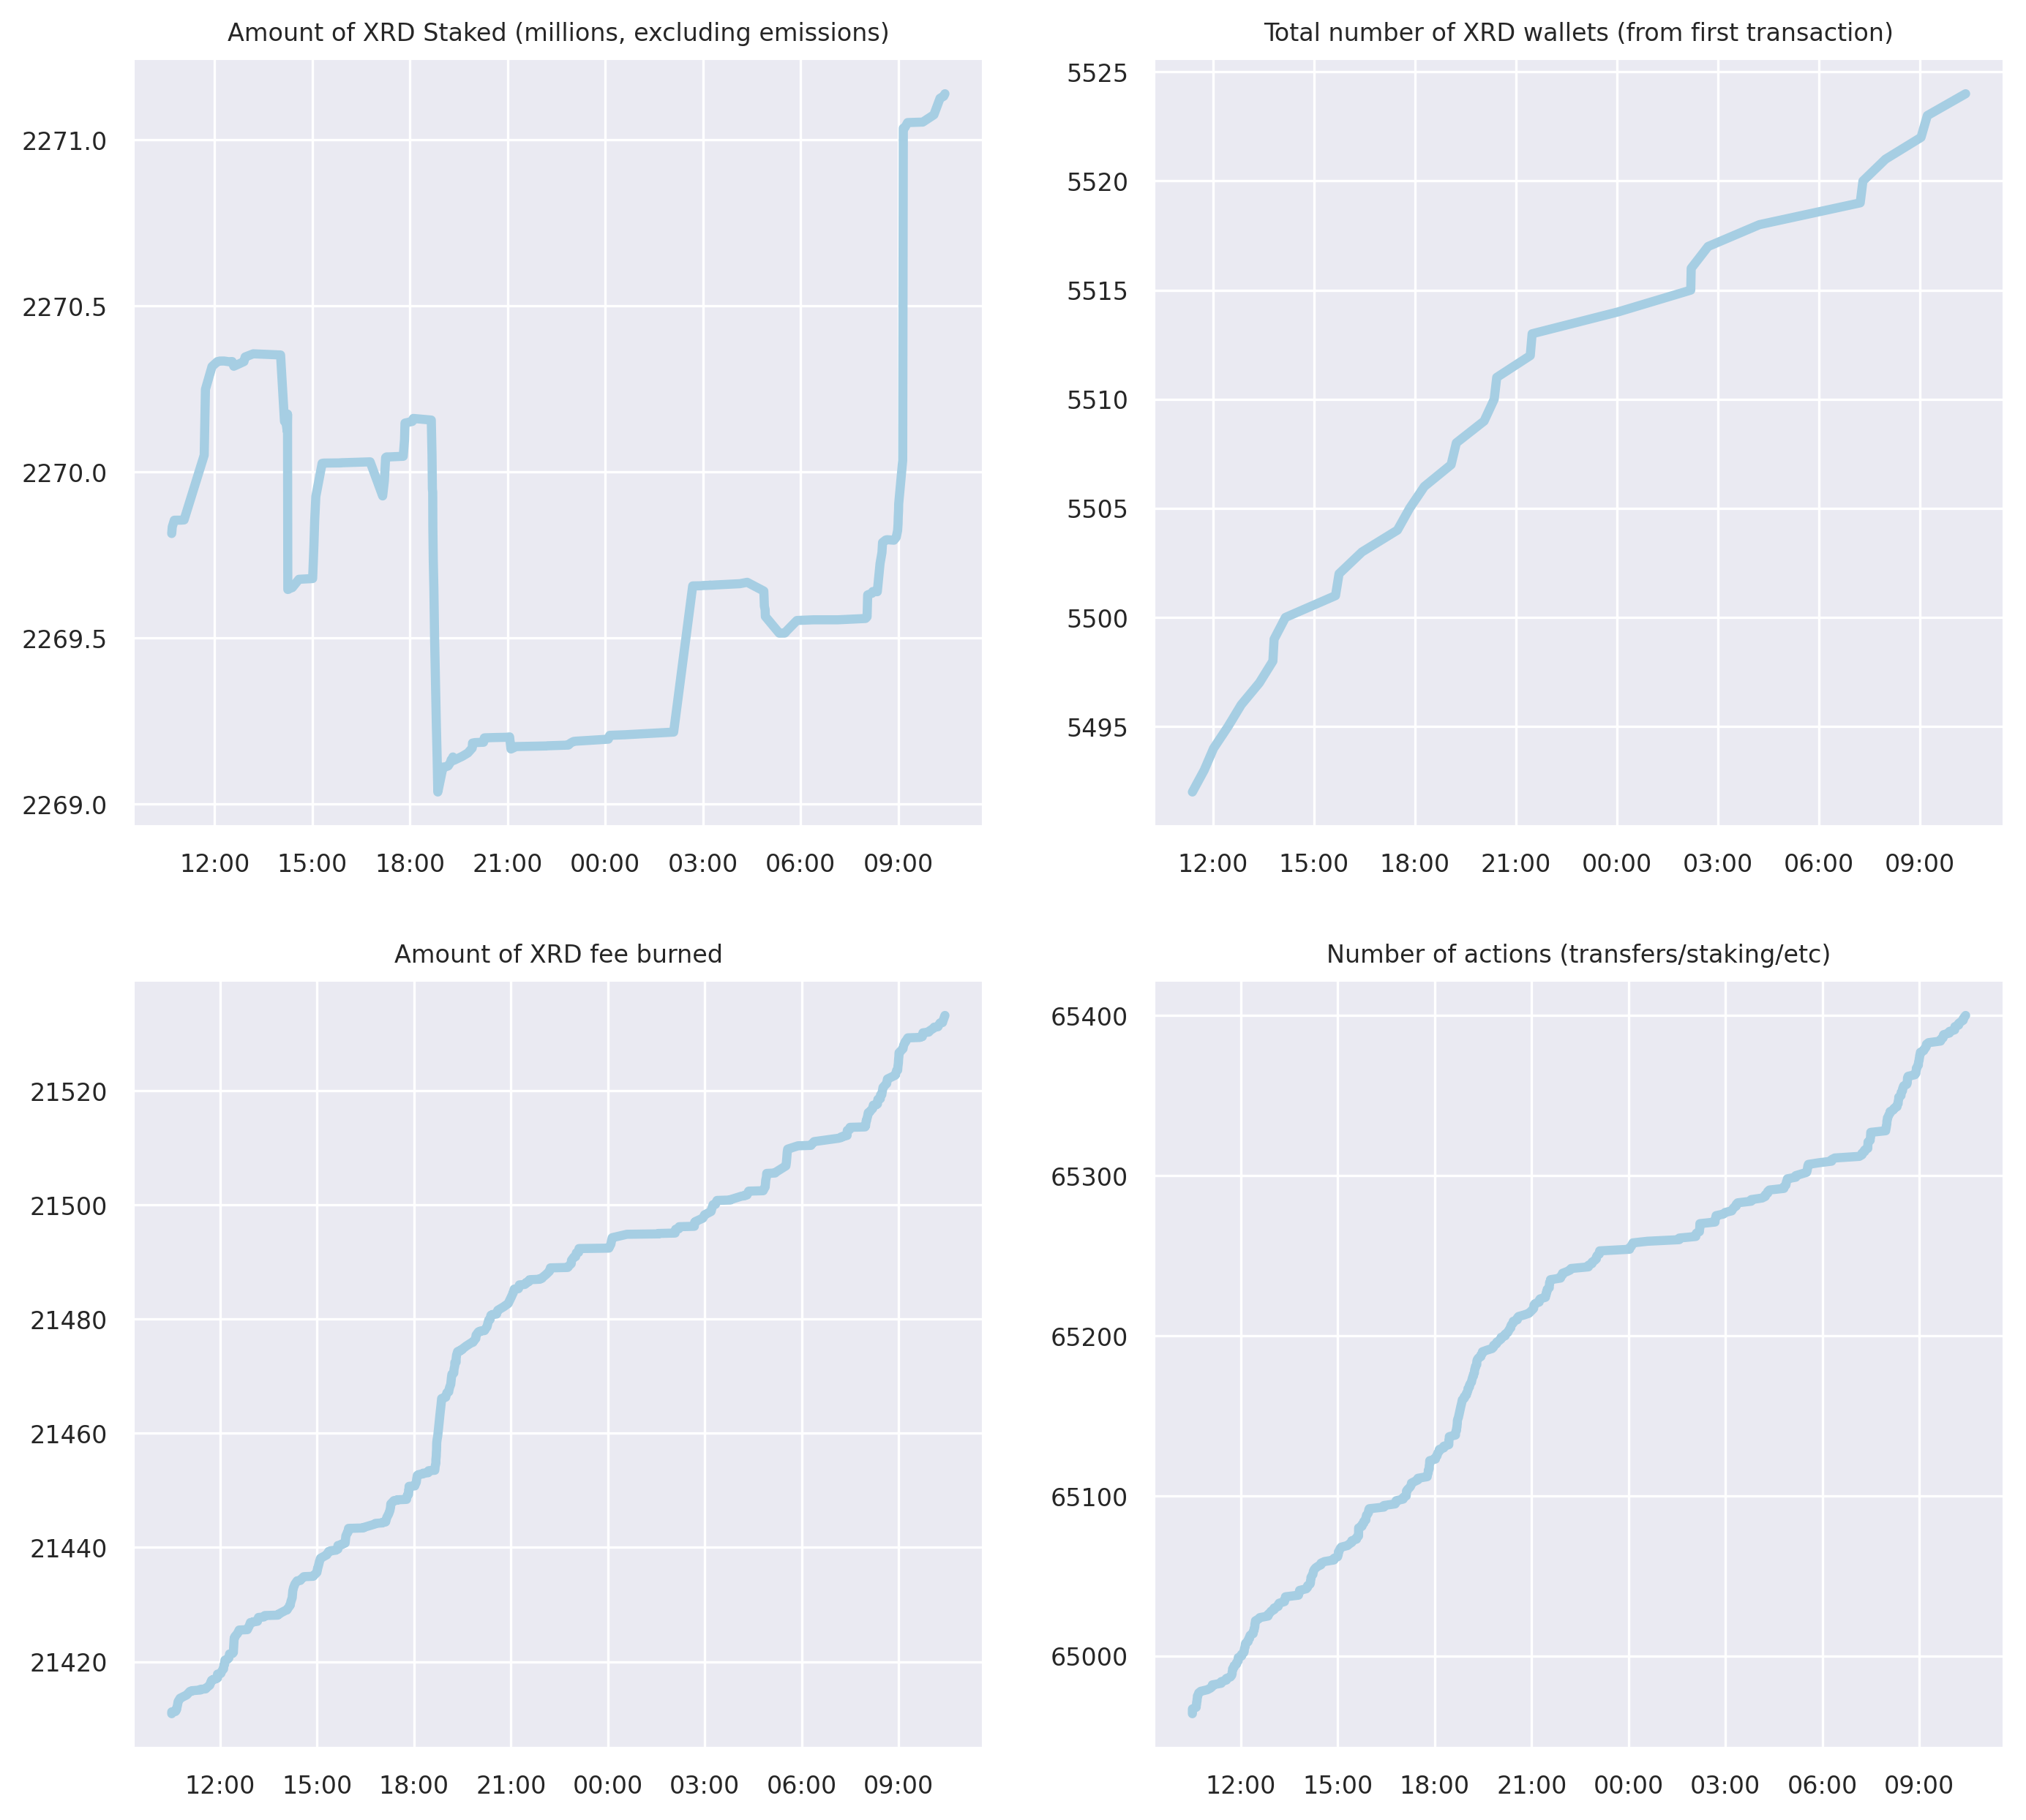 Amount of XRD Staked (millions, excluding emissions)
2271.0
2270.5
2270.0
2269.5
2269.0
12:00 15:00 18:00 21:00 00:00 03:00 06:00 09:00
Total number of XRD wallets (from first transaction)
5525
5520
5515
5510
5505
5500
5495
12:00 15:00 18:00 21:00 00:00 03:00 06:00 09:00
Amount of XRD fee burned
21520
21500
21480
21460
21440
21420
12:00 15:00 18:00 21:00 00:00 03:00 06:00 09:00
Number of actions (transfers/staking/etc)
65400
65300
65200
65100
65000
12:00 15:00 18:00 21:00 00:00 03:00 06:00 09:00